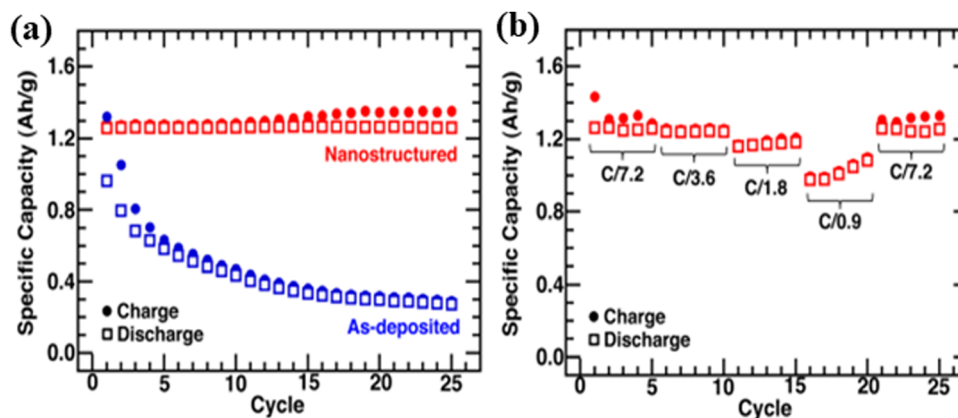 (a)
Specific Capacity (Ah/g)
1.6
1.2
0.8
0.4
0.0
Nanostructured
As-deposited
Charge
Discharge
0 5 10 15 20 25
Cycle
(b)
Specific Capacity (Ah/g)
1.6
1.2
0.8
0.4
0.0
C/7.2
C/3.6
C/1.8
C/0.9
C/7.2
Charge
Discharge
0 5 10 15 20 25
Cycle